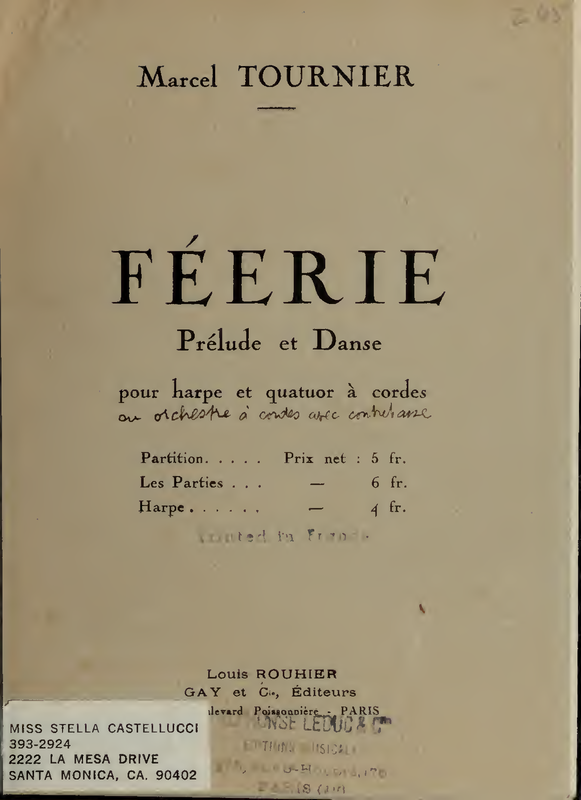 Marcel TOURNIER
FÉERIE
Prélude et Danse
pour harpe et quatuor à cordes
ou orchestre à cordes avec contrebasse
Partition. . . . . Prix net : 5 fr.
Les Parties . . . — 6 fr.
Harpe . . . . . . — 4 fr.
Printed in France
Louis ROUHIER
GAY et Cie, Éditeurs
Poissonnière - PARIS
LEDUC & Cie
MISS STELLA CASTELLUCCI
393-2924
2222 LA MESA DRIVE
SANTA MONICA, CA. 90402